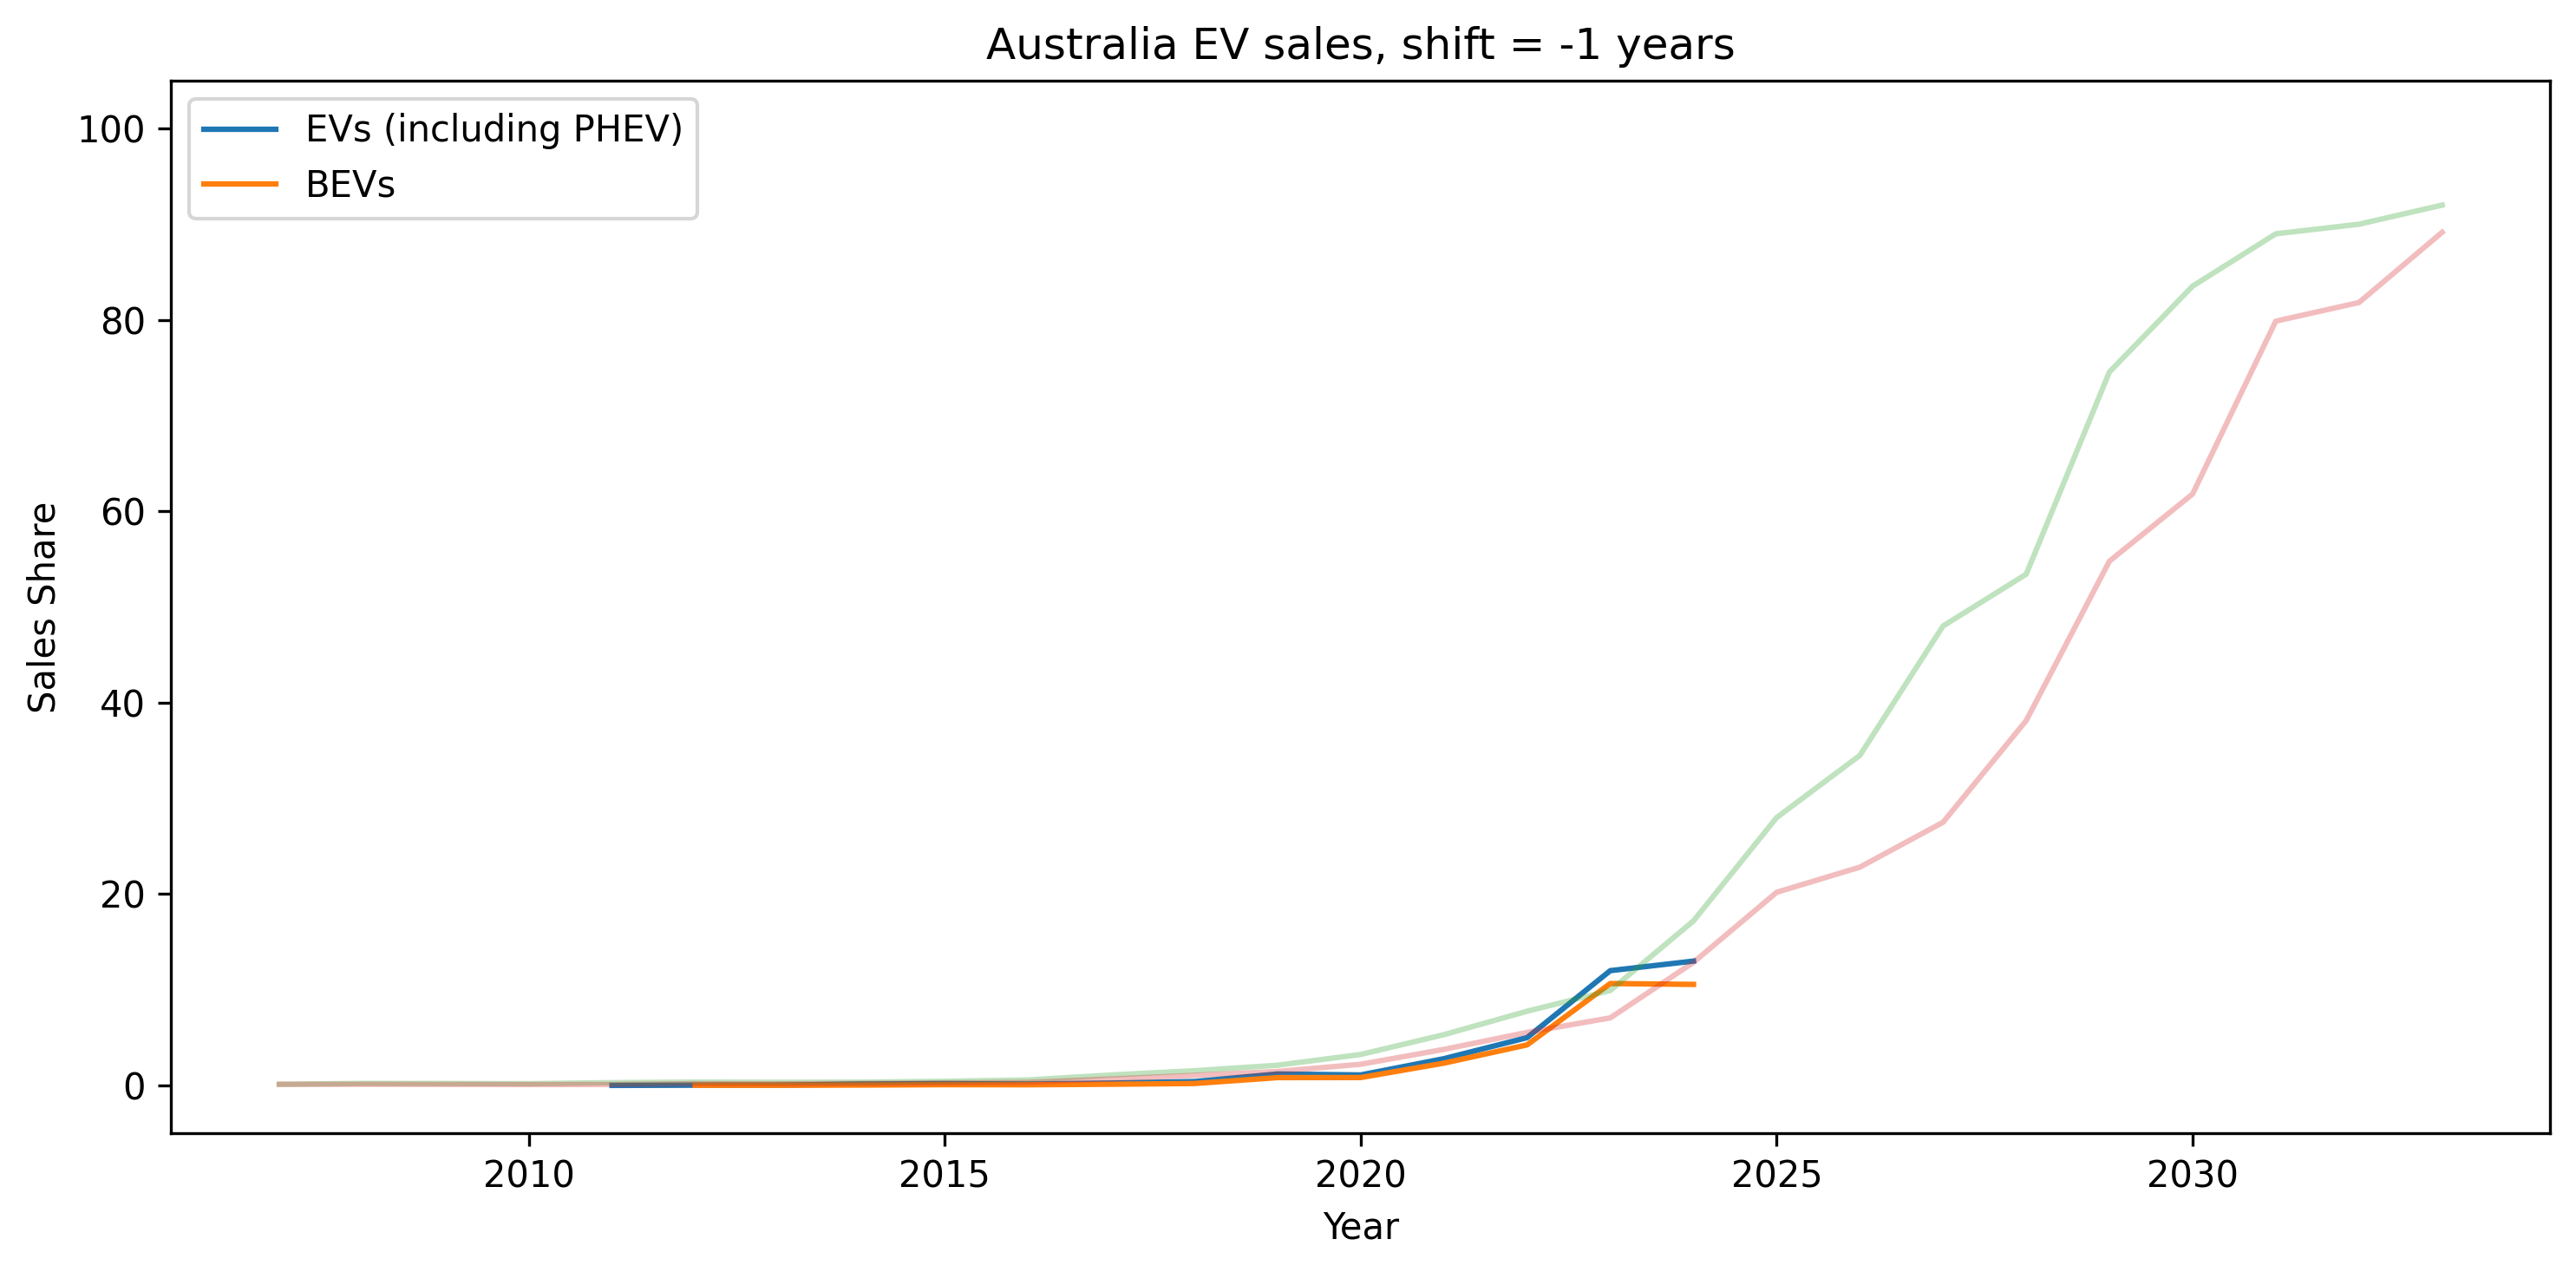 Australia EV sales, shift = -1 years
EVs (including PHEV)
BEVs
100
80
60
40
20
0
Sales Share
2010 2015 2020 2025 2030
Year